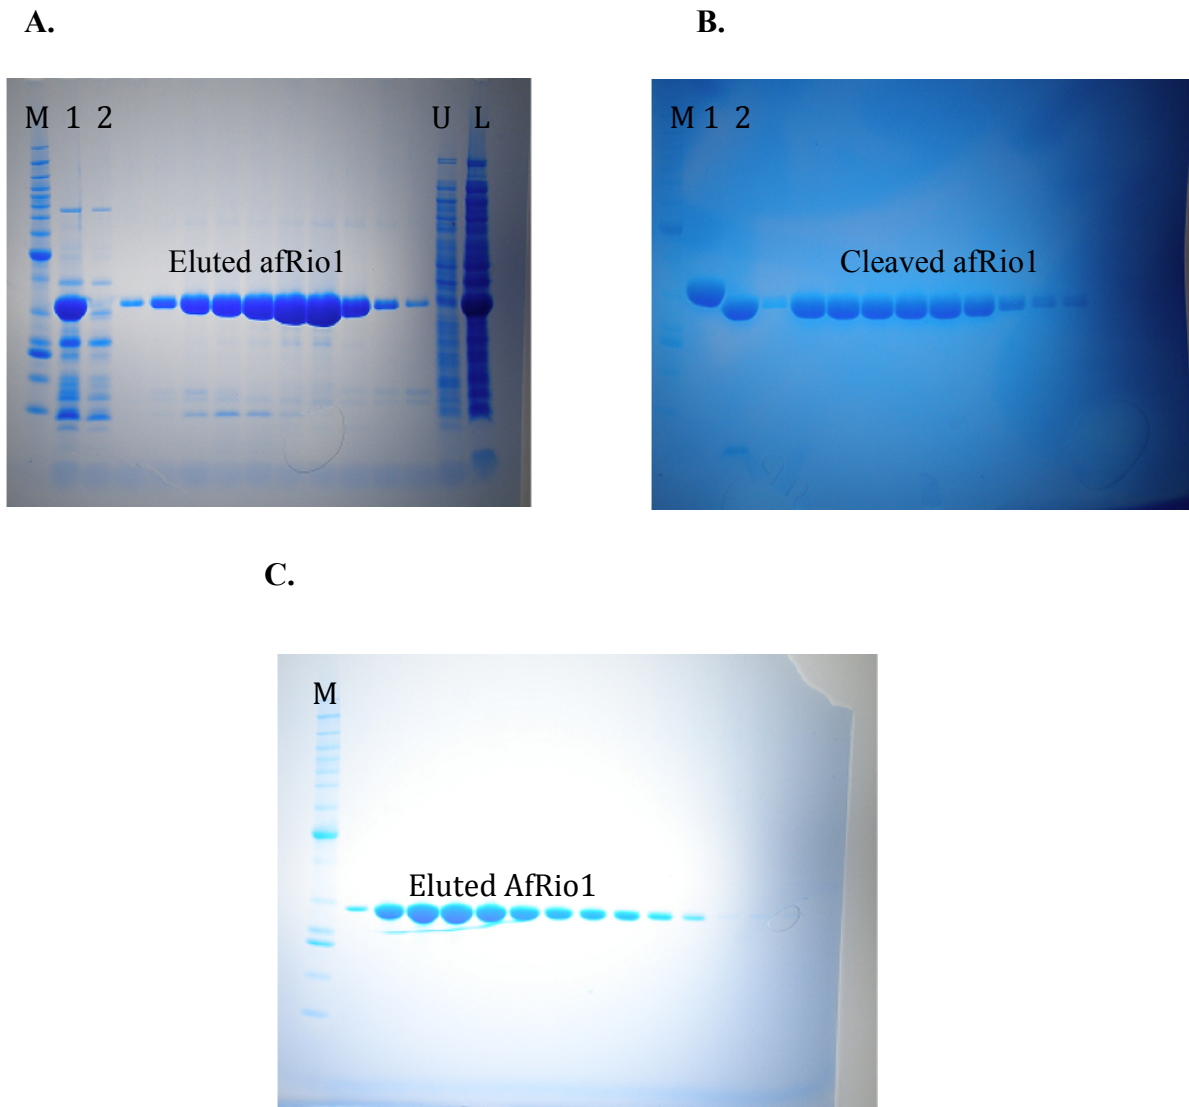 A.
B.
M 1 2
U L
Eluted afRio1
M 1 2
Cleaved afRio1
C.
M
Eluted AfRio1